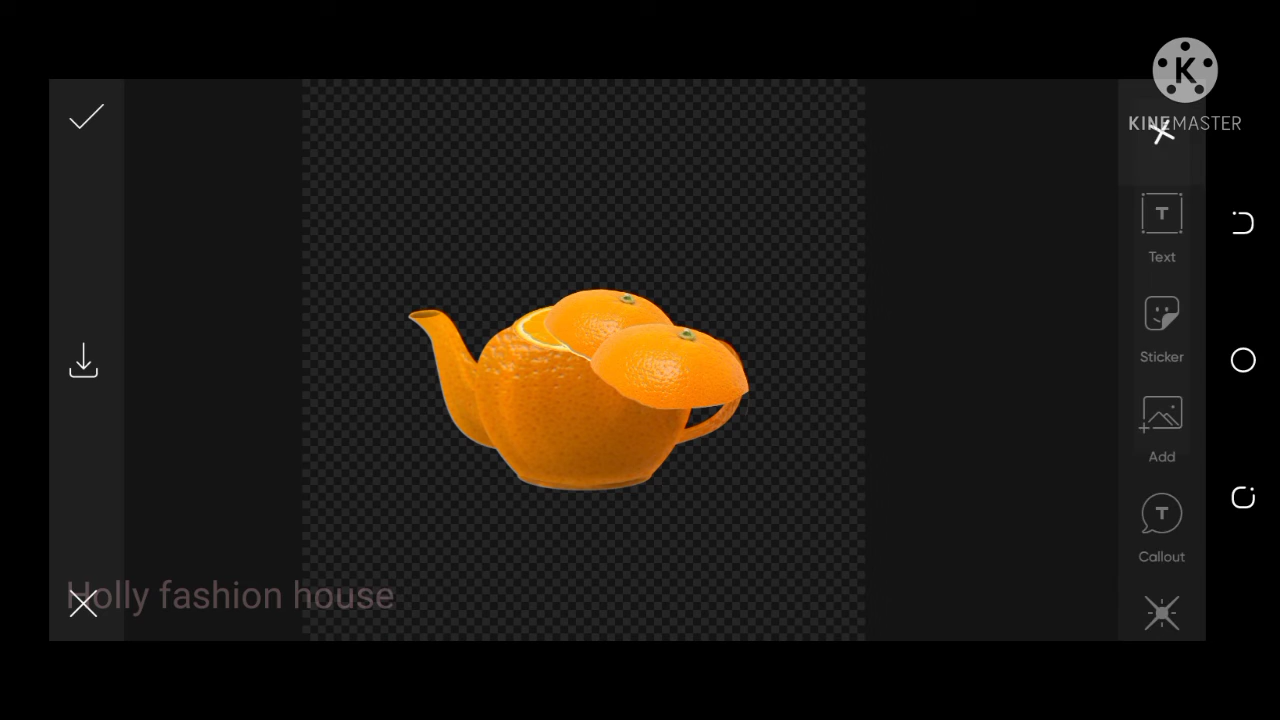 K
KINEMASTER
T
Text
Sticker
Add
T
Callout
Holly fashion house